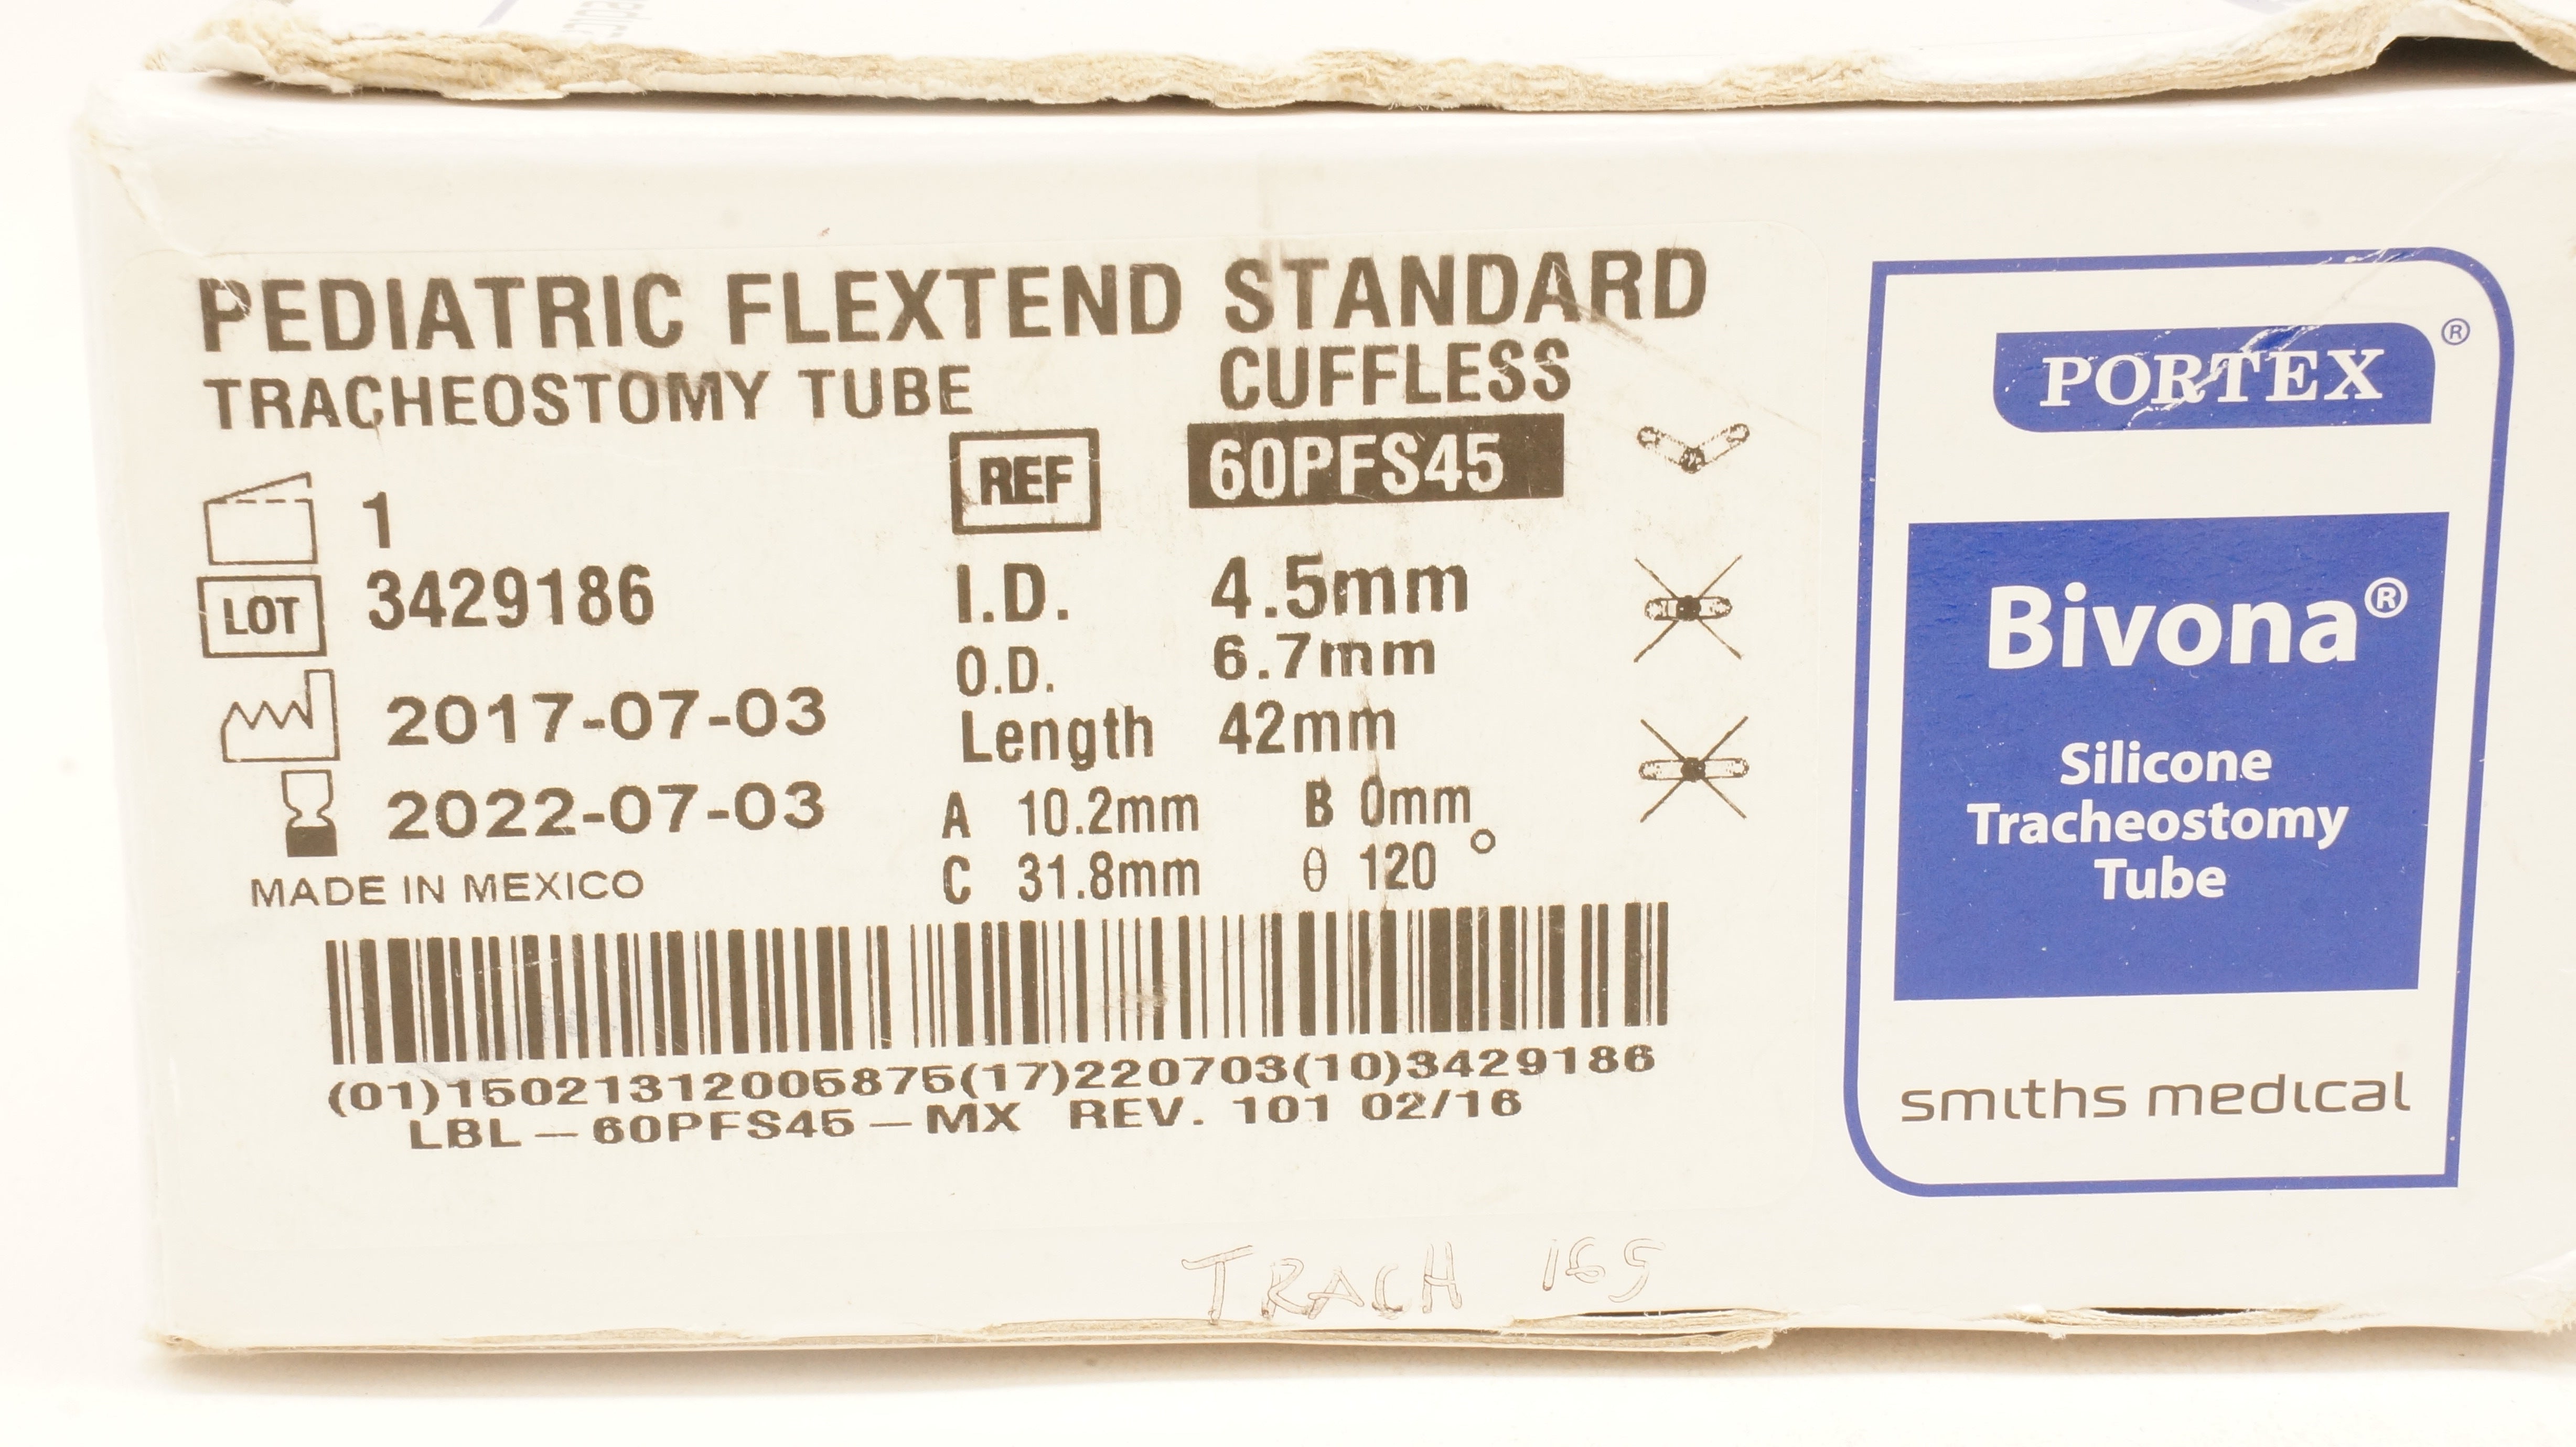 PEDIATRIC FLEXTEND STANDARD
TRACHEOSTOMY TUBE CUFFLESS
REF 60PFS45
1
LOT 3429186
I.D. 4.5mm
O.D. 6.7mm
2017-07-03
Length 42mm
2022-07-03
A 10.2mm B 0mm
C 31.8mm θ 120°
MADE IN MEXICO
(01)15021312005875(17)220703(10)3429186
LBL-60PFS45-MX REV. 101 02/16
TRACH 165
PORTEX®
Bivona®
Silicone
Tracheostomy
Tube
smiths medical